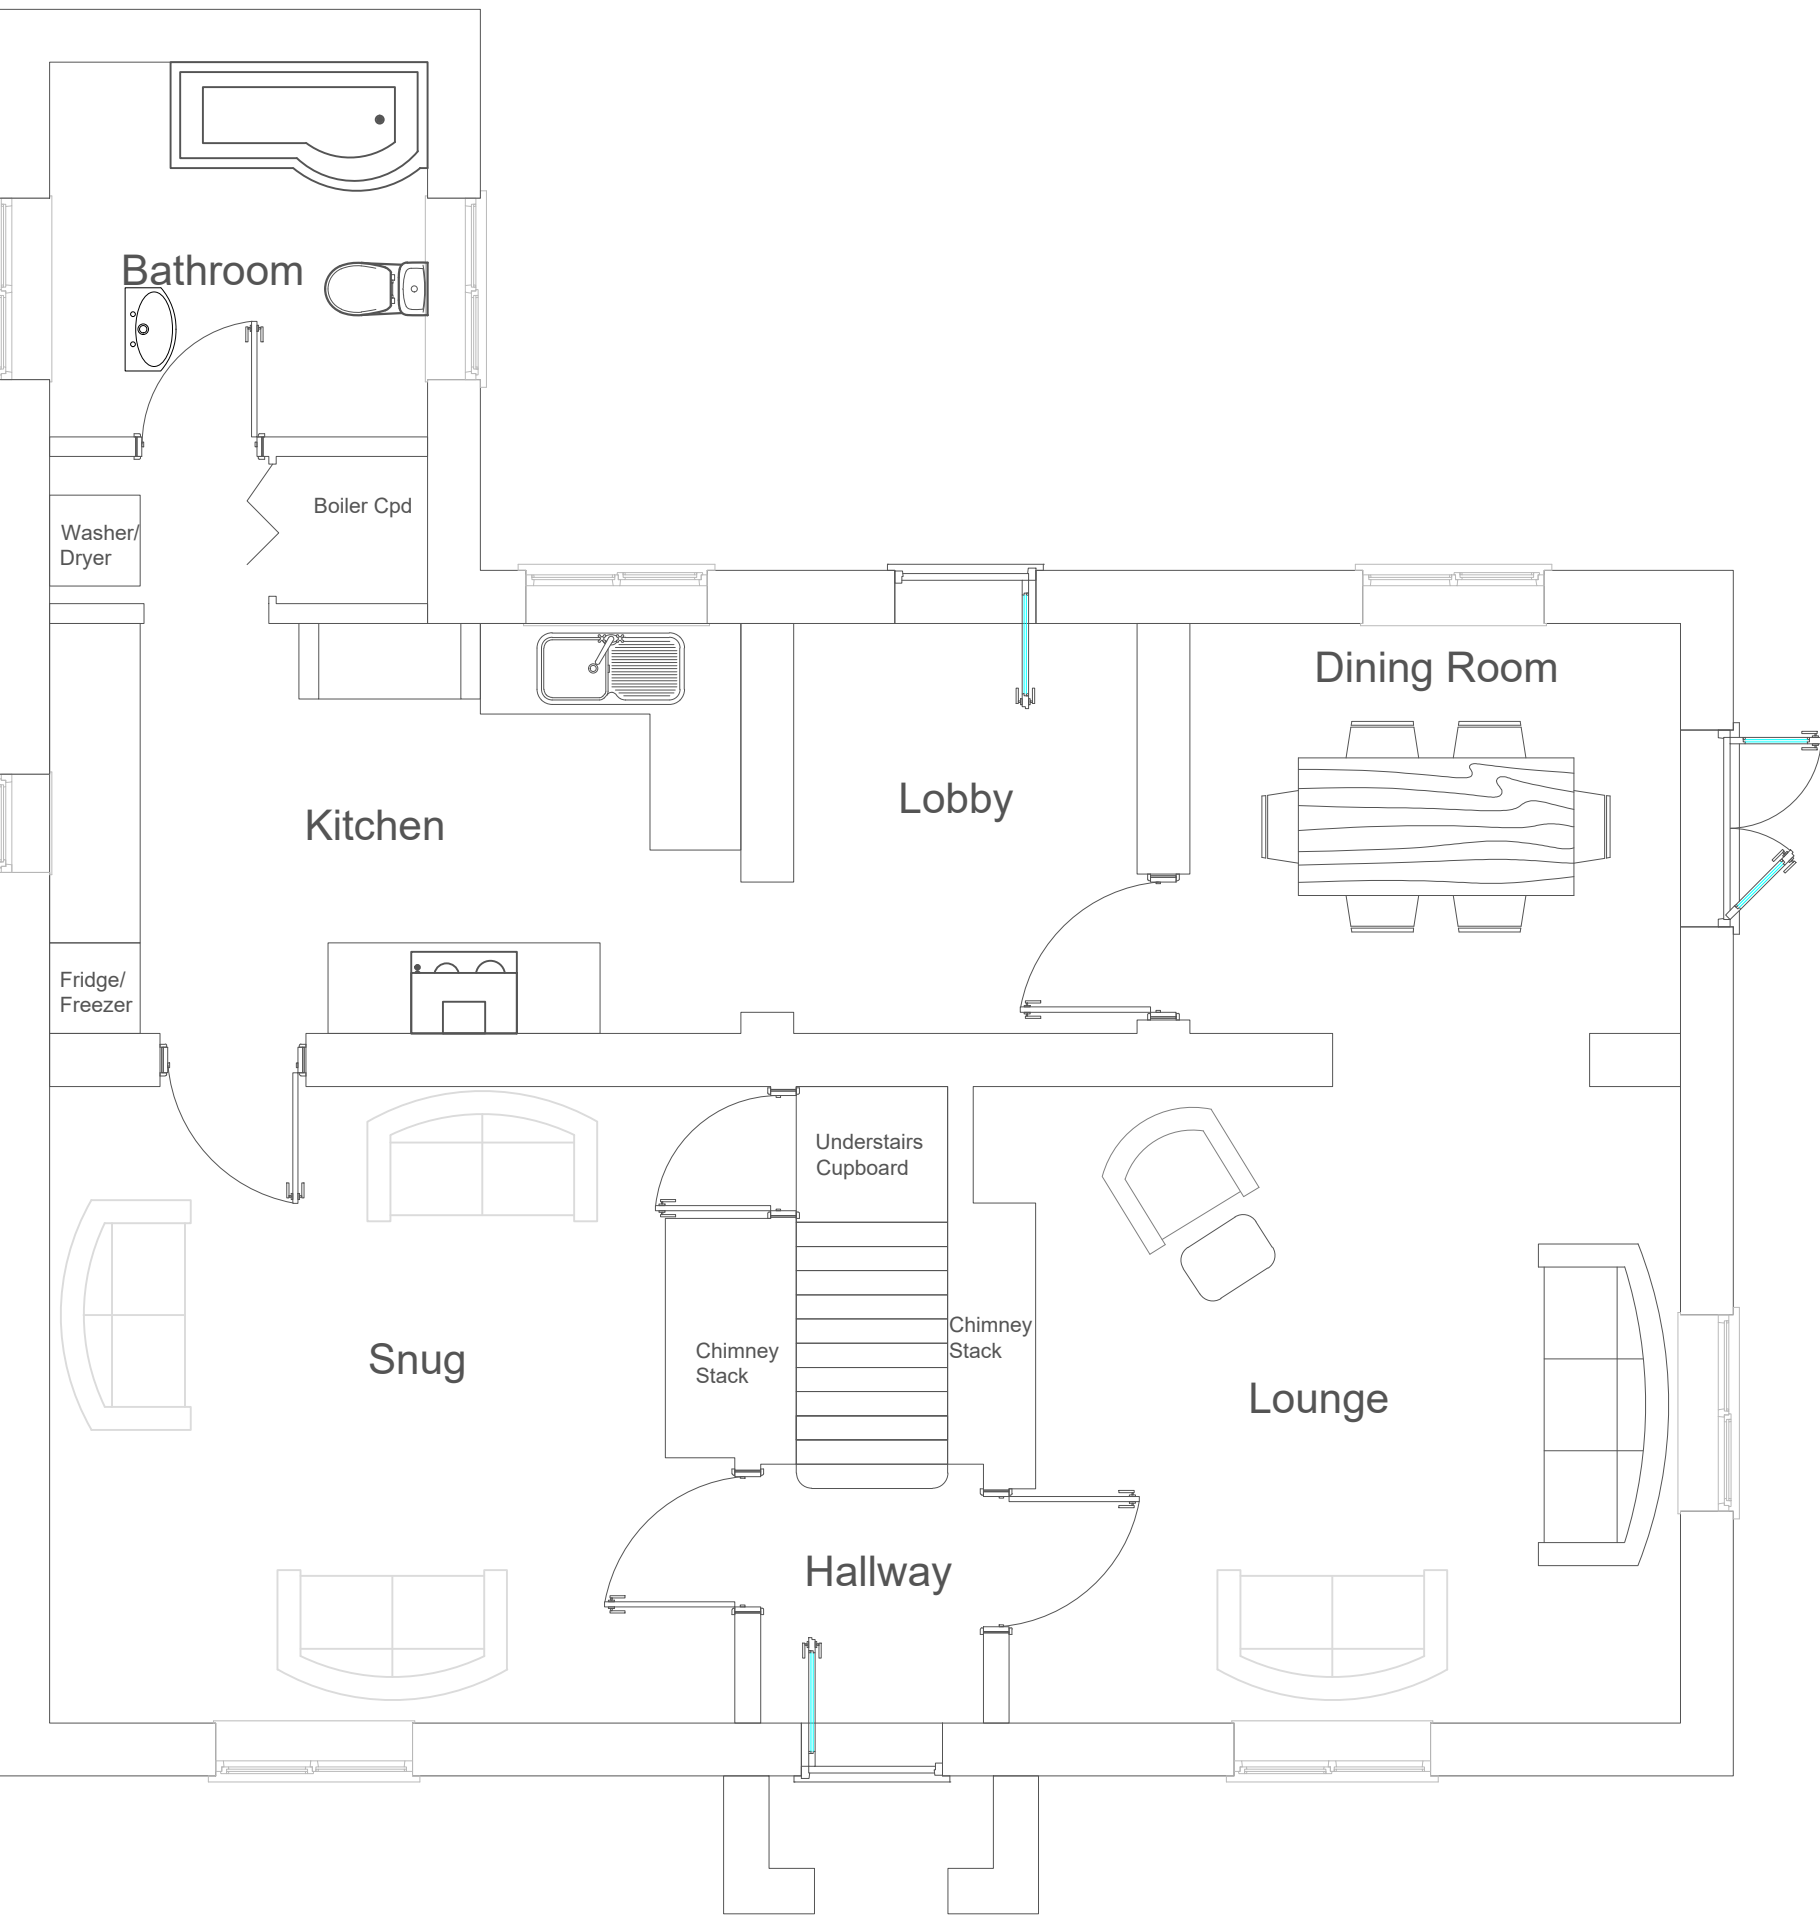 Bathroom
Boiler Cpd
Washer/
Dryer
Dining Room
Lobby
Kitchen
Fridge/
Freezer
Understairs
Cupboard
Chimney
Stack
Chimney
Stack
Snug
Lounge
Hallway